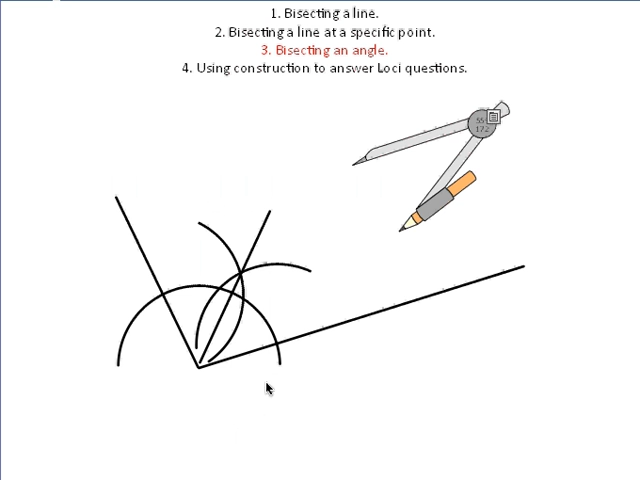 1. Bisecting a line.
2. Bisecting a line at a specific point.
3. Bisecting an angle.
4. Using construction to answer Loci questions.
172